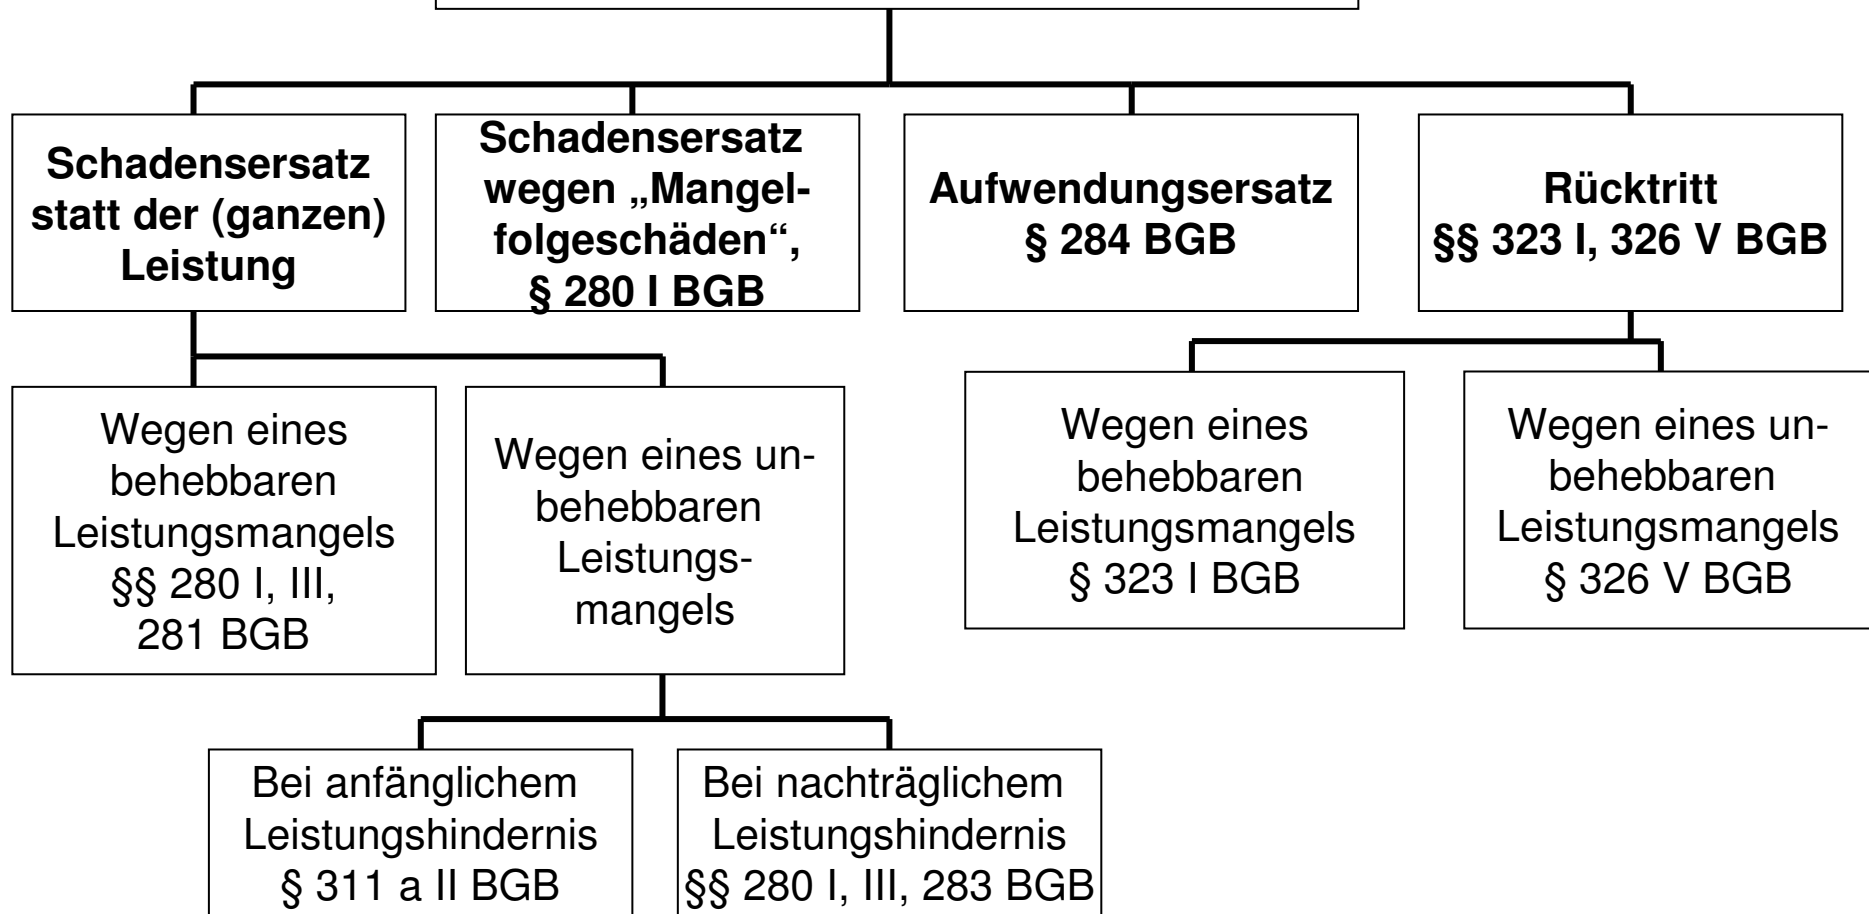 Schadensersatz
statt der (ganzen)
Leistung
Schadensersatz
wegen „Mangel-
folgeschäden“,
§ 280 I BGB
Aufwendungsersatz
§ 284 BGB
Rücktritt
§§ 323 I, 326 V BGB
Wegen eines
behebbaren
Leistungsmangels
§§ 280 I, III,
281 BGB
Wegen eines un-
behebbaren
Leistungs-
mangels
Wegen eines
behebbaren
Leistungsmangels
§ 323 I BGB
Wegen eines un-
behebbaren
Leistungsmangels
§ 326 V BGB
Bei anfänglichem
Leistungshindernis
§ 311 a II BGB
Bei nachträglichem
Leistungshindernis
§§ 280 I, III, 283 BGB